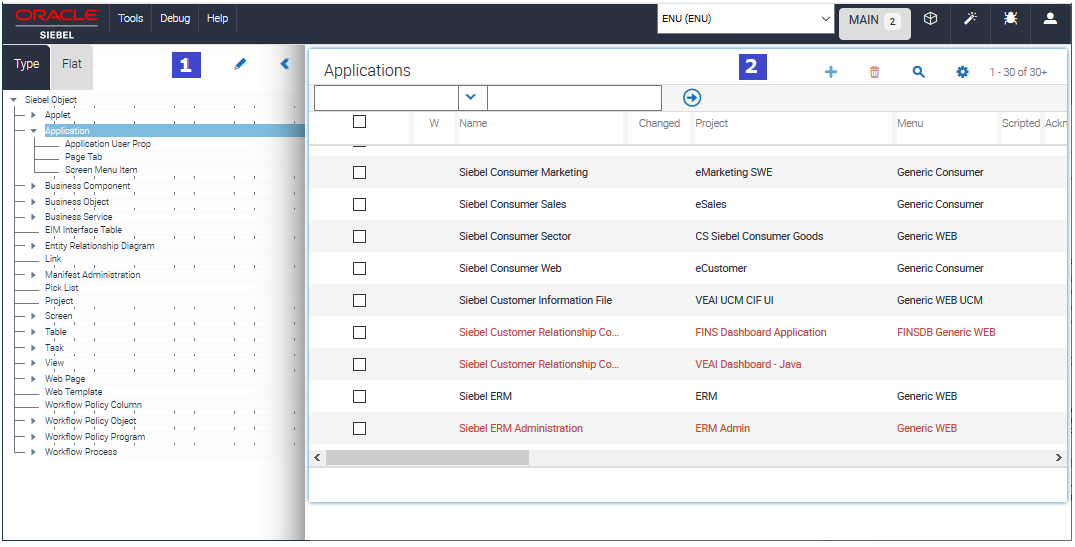 ORACLE
SIEBEL
Tools Debug Help
ENU (ENU)
MAIN 2
Type Flat
1
Siebel Object
Applet
Application
Application User Prop
Page Tab
Screen Menu Item
Business Component
Business Object
Business Service
EIM Interface Table
Entity Relationship Diagram
Link
Manifest Administration
Pick List
Project
Screen
Table
Task
View
Web Page
Web Template
Workflow Policy Column
Workflow Policy Object
Workflow Policy Program
Workflow Process
Applications
2
1 - 30 of 30+
W Name Changed Project Menu Scripted Ackn
Siebel Consumer Marketing eMarketing SWE Generic Consumer
Siebel Consumer Sales eSales Generic Consumer
Siebel Consumer Sector CS Siebel Consumer Goods Generic WEB
Siebel Consumer Web eCustomer Generic Consumer
Siebel Customer Information File VEAI UCM CIF UI Generic WEB UCM
Siebel Customer Relationship Co... FINS Dashboard Application FINSDB Generic WEB
Siebel Customer Relationship Co... VEAI Dashboard - Java
Siebel ERM ERM Generic WEB
Siebel ERM Administration ERM Admin Generic WEB